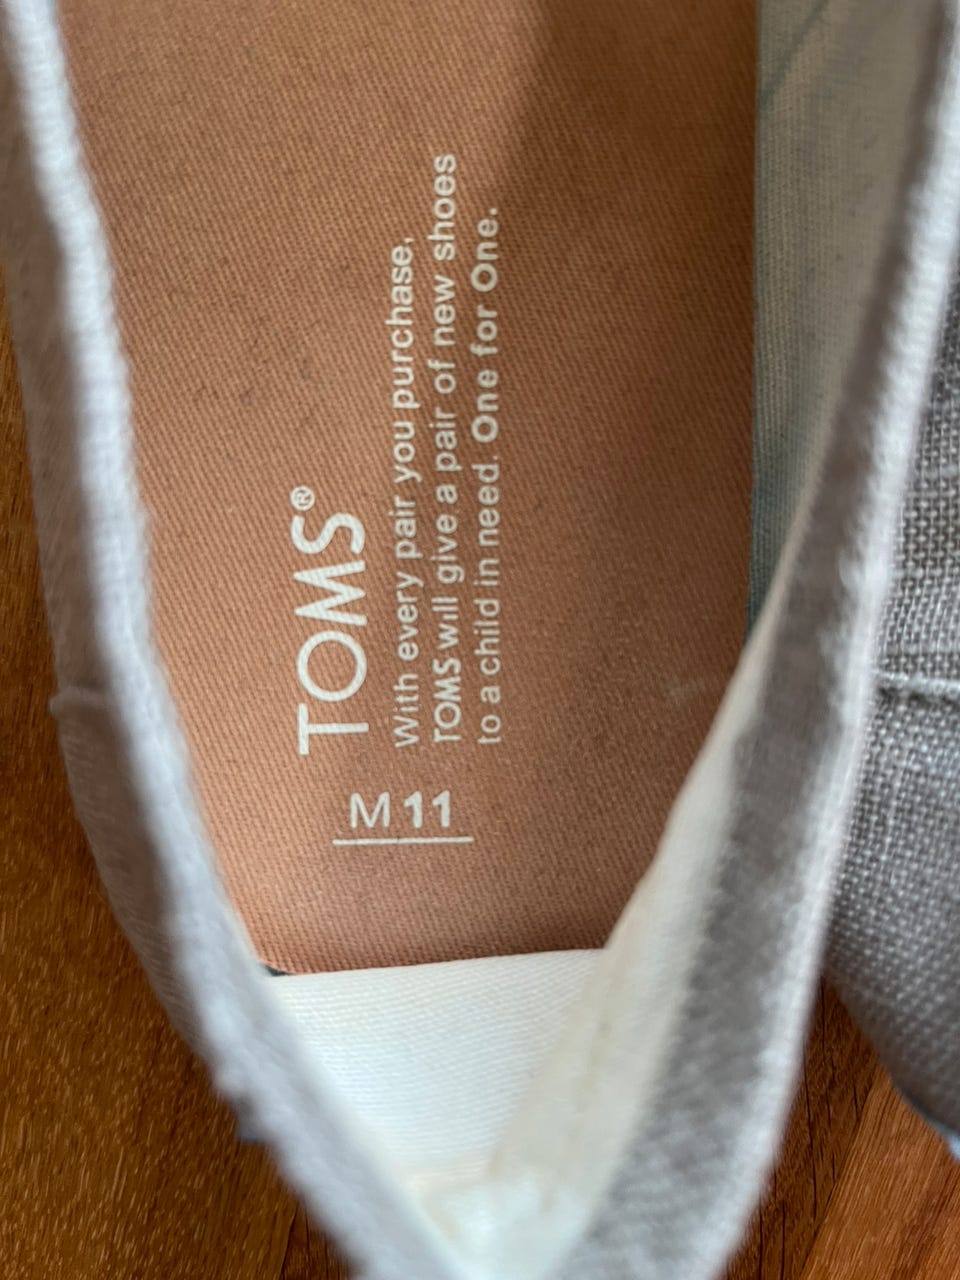 TOMS®
With every pair you purchase,
TOMS will give a pair of new shoes
to a child in need. One for One.
M 11